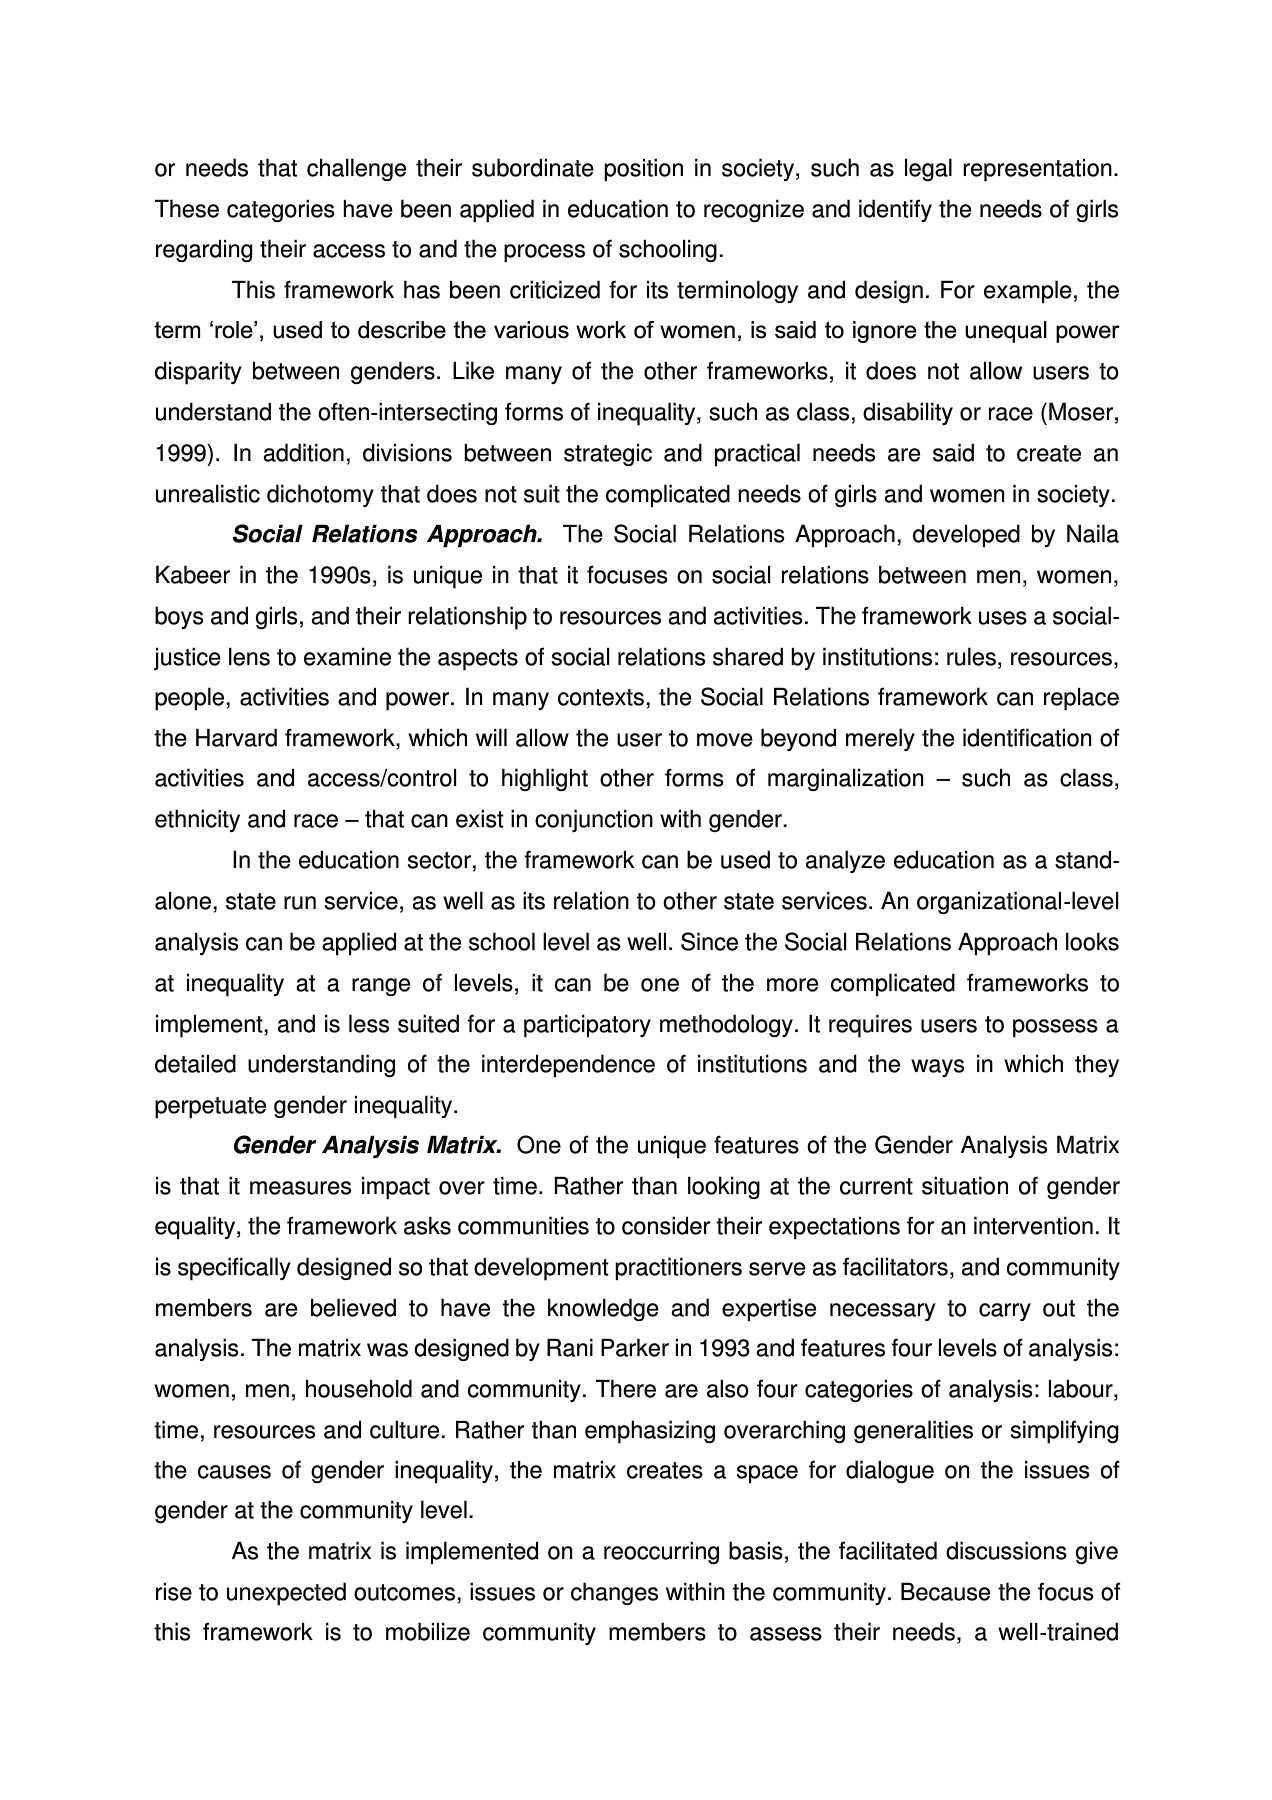 or needs that challenge their subordinate position in society, such as legal representation.
These categories have been applied in education to recognize and identify the needs of girls
regarding their access to and the process of schooling.
This framework has been criticized for its terminology and design. For example, the
term ‘role’, used to describe the various work of women, is said to ignore the unequal power
disparity between genders. Like many of the other frameworks, it does not allow users to
understand the often-intersecting forms of inequality, such as class, disability or race (Moser,
1999). In addition, divisions between strategic and practical needs are said to create an
unrealistic dichotomy that does not suit the complicated needs of girls and women in society.
Social Relations Approach. The Social Relations Approach, developed by Naila
Kabeer in the 1990s, is unique in that it focuses on social relations between men, women,
boys and girls, and their relationship to resources and activities. The framework uses a social-
justice lens to examine the aspects of social relations shared by institutions: rules, resources,
people, activities and power. In many contexts, the Social Relations framework can replace
the Harvard framework, which will allow the user to move beyond merely the identification of
activities and access/control to highlight other forms of marginalization – such as class,
ethnicity and race – that can exist in conjunction with gender.
In the education sector, the framework can be used to analyze education as a stand-
alone, state run service, as well as its relation to other state services. An organizational-level
analysis can be applied at the school level as well. Since the Social Relations Approach looks
at inequality at a range of levels, it can be one of the more complicated frameworks to
implement, and is less suited for a participatory methodology. It requires users to possess a
detailed understanding of the interdependence of institutions and the ways in which they
perpetuate gender inequality.
Gender Analysis Matrix. One of the unique features of the Gender Analysis Matrix
is that it measures impact over time. Rather than looking at the current situation of gender
equality, the framework asks communities to consider their expectations for an intervention. It
is specifically designed so that development practitioners serve as facilitators, and community
members are believed to have the knowledge and expertise necessary to carry out the
analysis. The matrix was designed by Rani Parker in 1993 and features four levels of analysis:
women, men, household and community. There are also four categories of analysis: labour,
time, resources and culture. Rather than emphasizing overarching generalities or simplifying
the causes of gender inequality, the matrix creates a space for dialogue on the issues of
gender at the community level.
As the matrix is implemented on a reoccurring basis, the facilitated discussions give
rise to unexpected outcomes, issues or changes within the community. Because the focus of
this framework is to mobilize community members to assess their needs, a well-trained